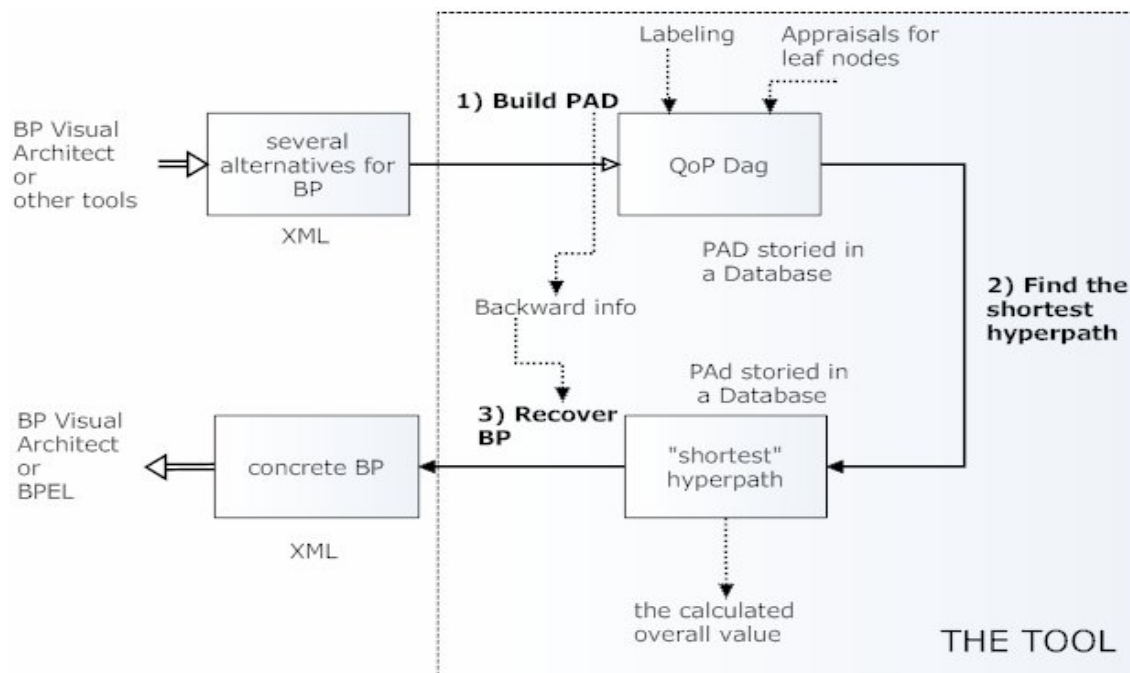 Labeling
Appraisals for
leaf nodes
1) Build PAD
BP Visual
Architect
or
other tools
several
alternatives for
BP
QoP Dag
XML
PAD storied in
a Database
2) Find the
shortest
hyperpath
Backward info
PAd storied in
a Database
3) Recover
BP
BP Visual
Architect
or
BPEL
concrete BP
"shortest"
hyperpath
XML
the calculated
overall value
THE TOOL